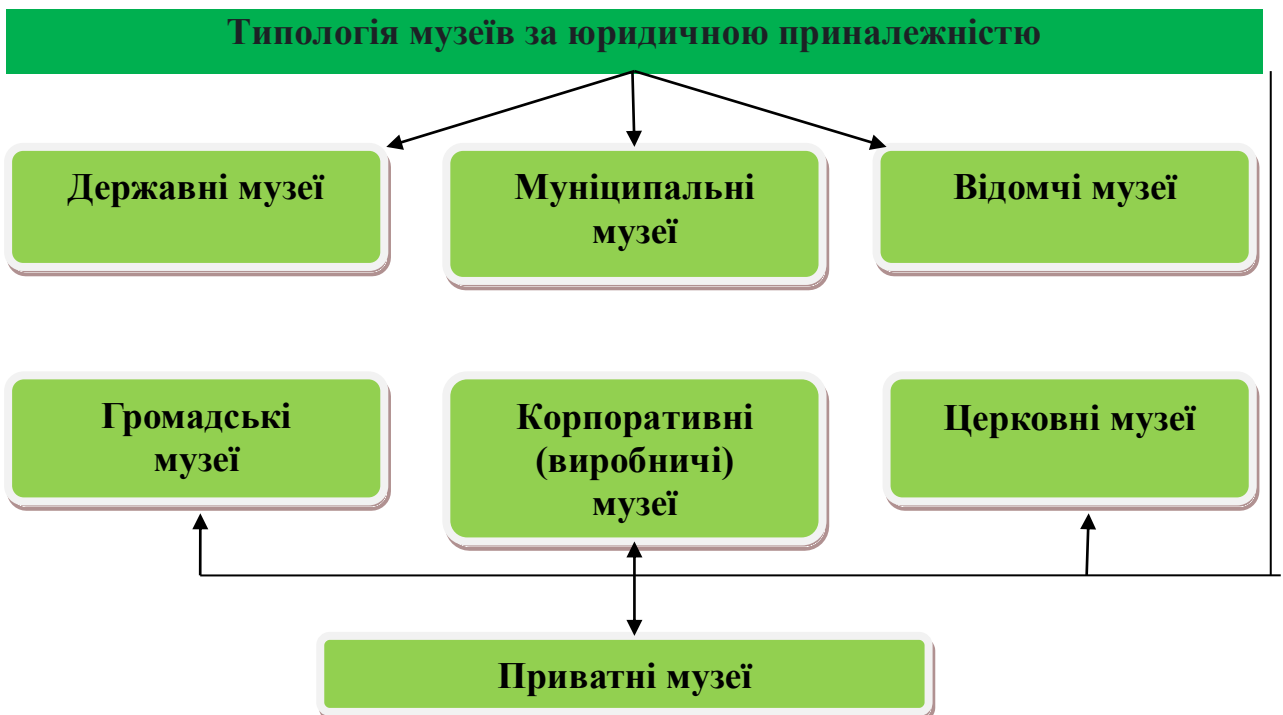 Типологія музеїв за юридичною приналежністю
Державні музеї
Муніципальні
музеї
Відомчі музеї
Громадські
музеї
Корпоративні
(виробничі)
музеї
Церковні музеї
Приватні музеї